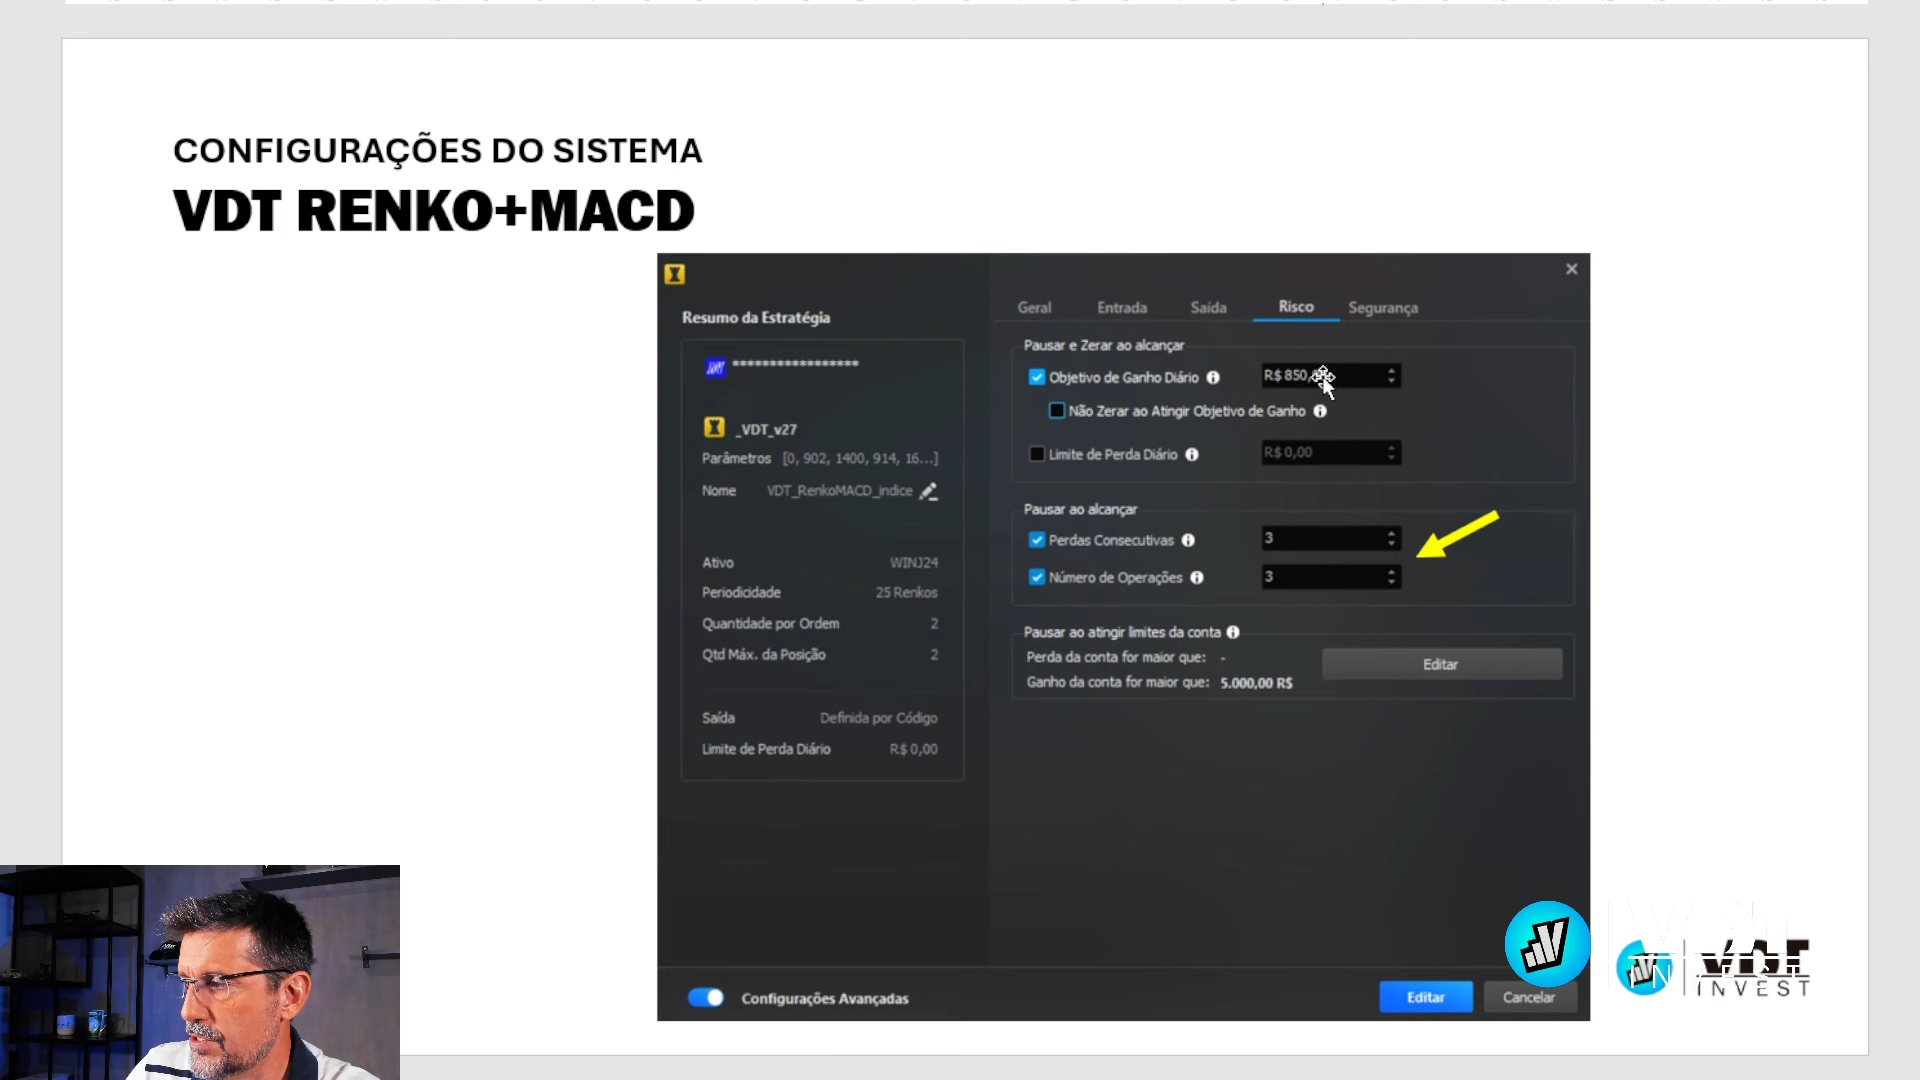 CONFIGURAÇÕES DO SISTEMA
VDT RENKO+MACD
Resumo da Estratégia
*****************
_VDT_v27
Parâmetros [0, 902, 1400, 914, 16...]
Nome VDT_RenkoMACD_indice
Ativo WINJ24
Periodicidade 25 Renkos
Quantidade por Ordem 2
Qtd Máx. da Posição 2
Saída Definida por Código
Limite de Perda Diário R$ 0,00
Geral Entrada Saída Risco Segurança
Pausar e Zerar ao alcançar
Objetivo de Ganho Diário R$ 850,
Não Zerar ao Atingir Objetivo de Ganho
Limite de Perda Diário R$ 0,00
Pausar ao alcançar
Perdas Consecutivas 3
Número de Operações 3
Pausar ao atingir limites da conta
Perda da conta for maior que: -
Ganho da conta for maior que: 5.000,00 R$
Editar
Configurações Avançadas
Editar Cancelar
VDT
INVEST